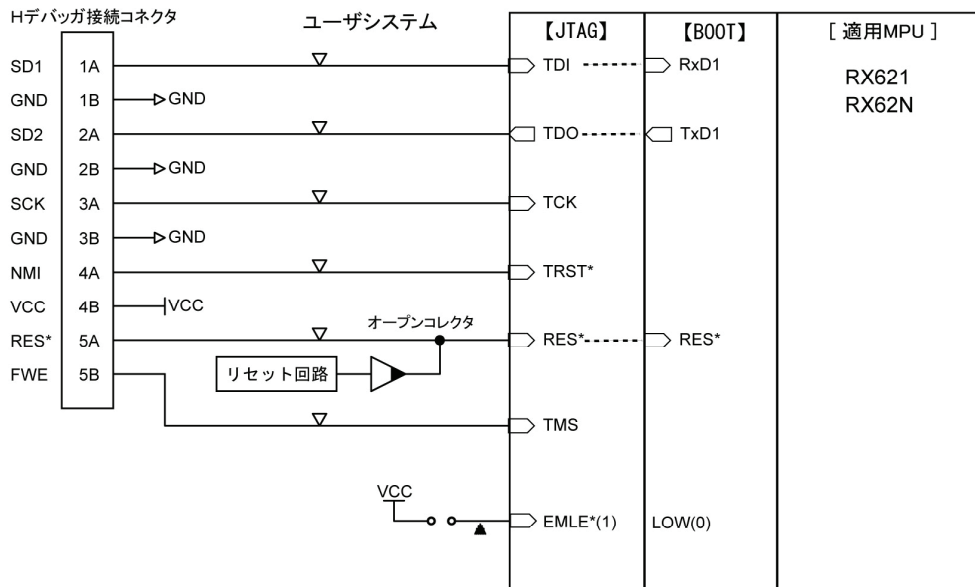 Hデバッガ接続コネクタ ユーザシステム 【JTAG】 【BOOT】 [ 適用MPU ]
SD1 1A TDI RxD1 RX621
GND 1B GND RX62N
SD2 2A TDO TxD1
GND 2B GND
SCK 3A TCK
GND 3B GND
NMI 4A TRST*
VCC 4B VCC
オープンコレクタ
RES* 5A RES* RES*
FWE 5B リセット回路
TMS
VCC
EMLE*(1) LOW(0)